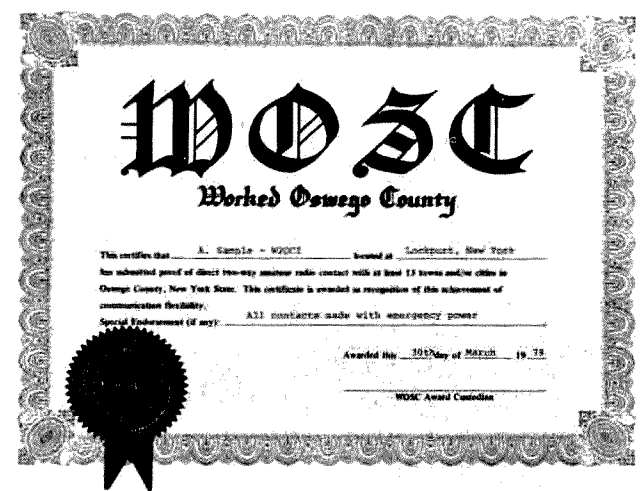 WOSC
Worked Oswego County
This certifies that A. Sample - located at Lockport, New York
has submitted proof of direct two-way amateur radio contact with at least 15 towns and/or cities in
Oswego County, New York State. This certificate is awarded in recognition of this achievement of
communication flexibility.
Special Endorsement (if any): All contacts made with emergency power
Awarded this 30th day of March 19 79
WOSC Award Custodian